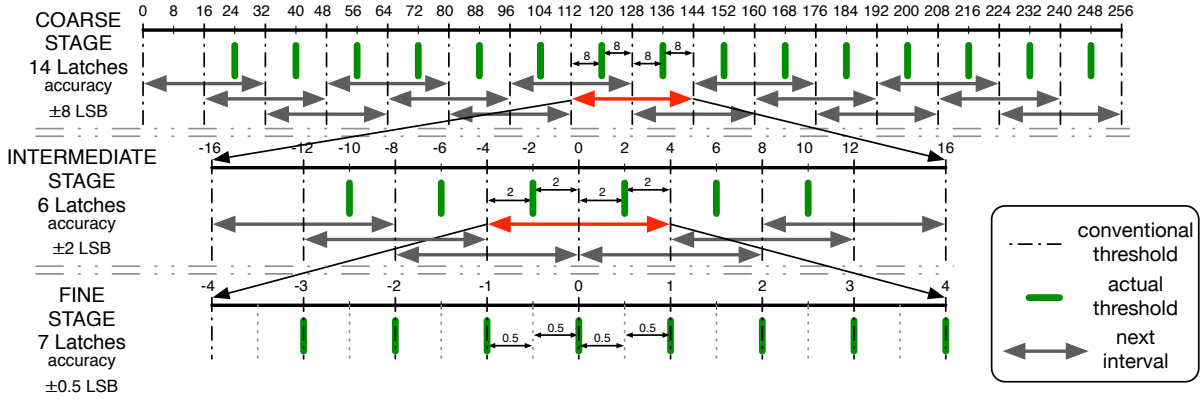 0 8 16 24 32 40 48 56 64 72 80 88 96 104 112 120 128 136 144 152 160 168 176 184 192 200 208 216 224 232 240 248 256
COARSE
STAGE
8 8
14 Latches
8 8
accuracy
±8 LSB
INTERMEDIATE
-16 -12 -10 -8 -6 -4 -2 0 2 4 6 8 10 12 16
STAGE
2 2
6 Latches
2 2
accuracy
±2 LSB
FINE
-4 -3 -2 -1 0 1 2 3 4
STAGE
0.5 0.5
7 Latches
0.5 0.5
accuracy
±0.5 LSB
conventional
threshold
actual
threshold
next
interval